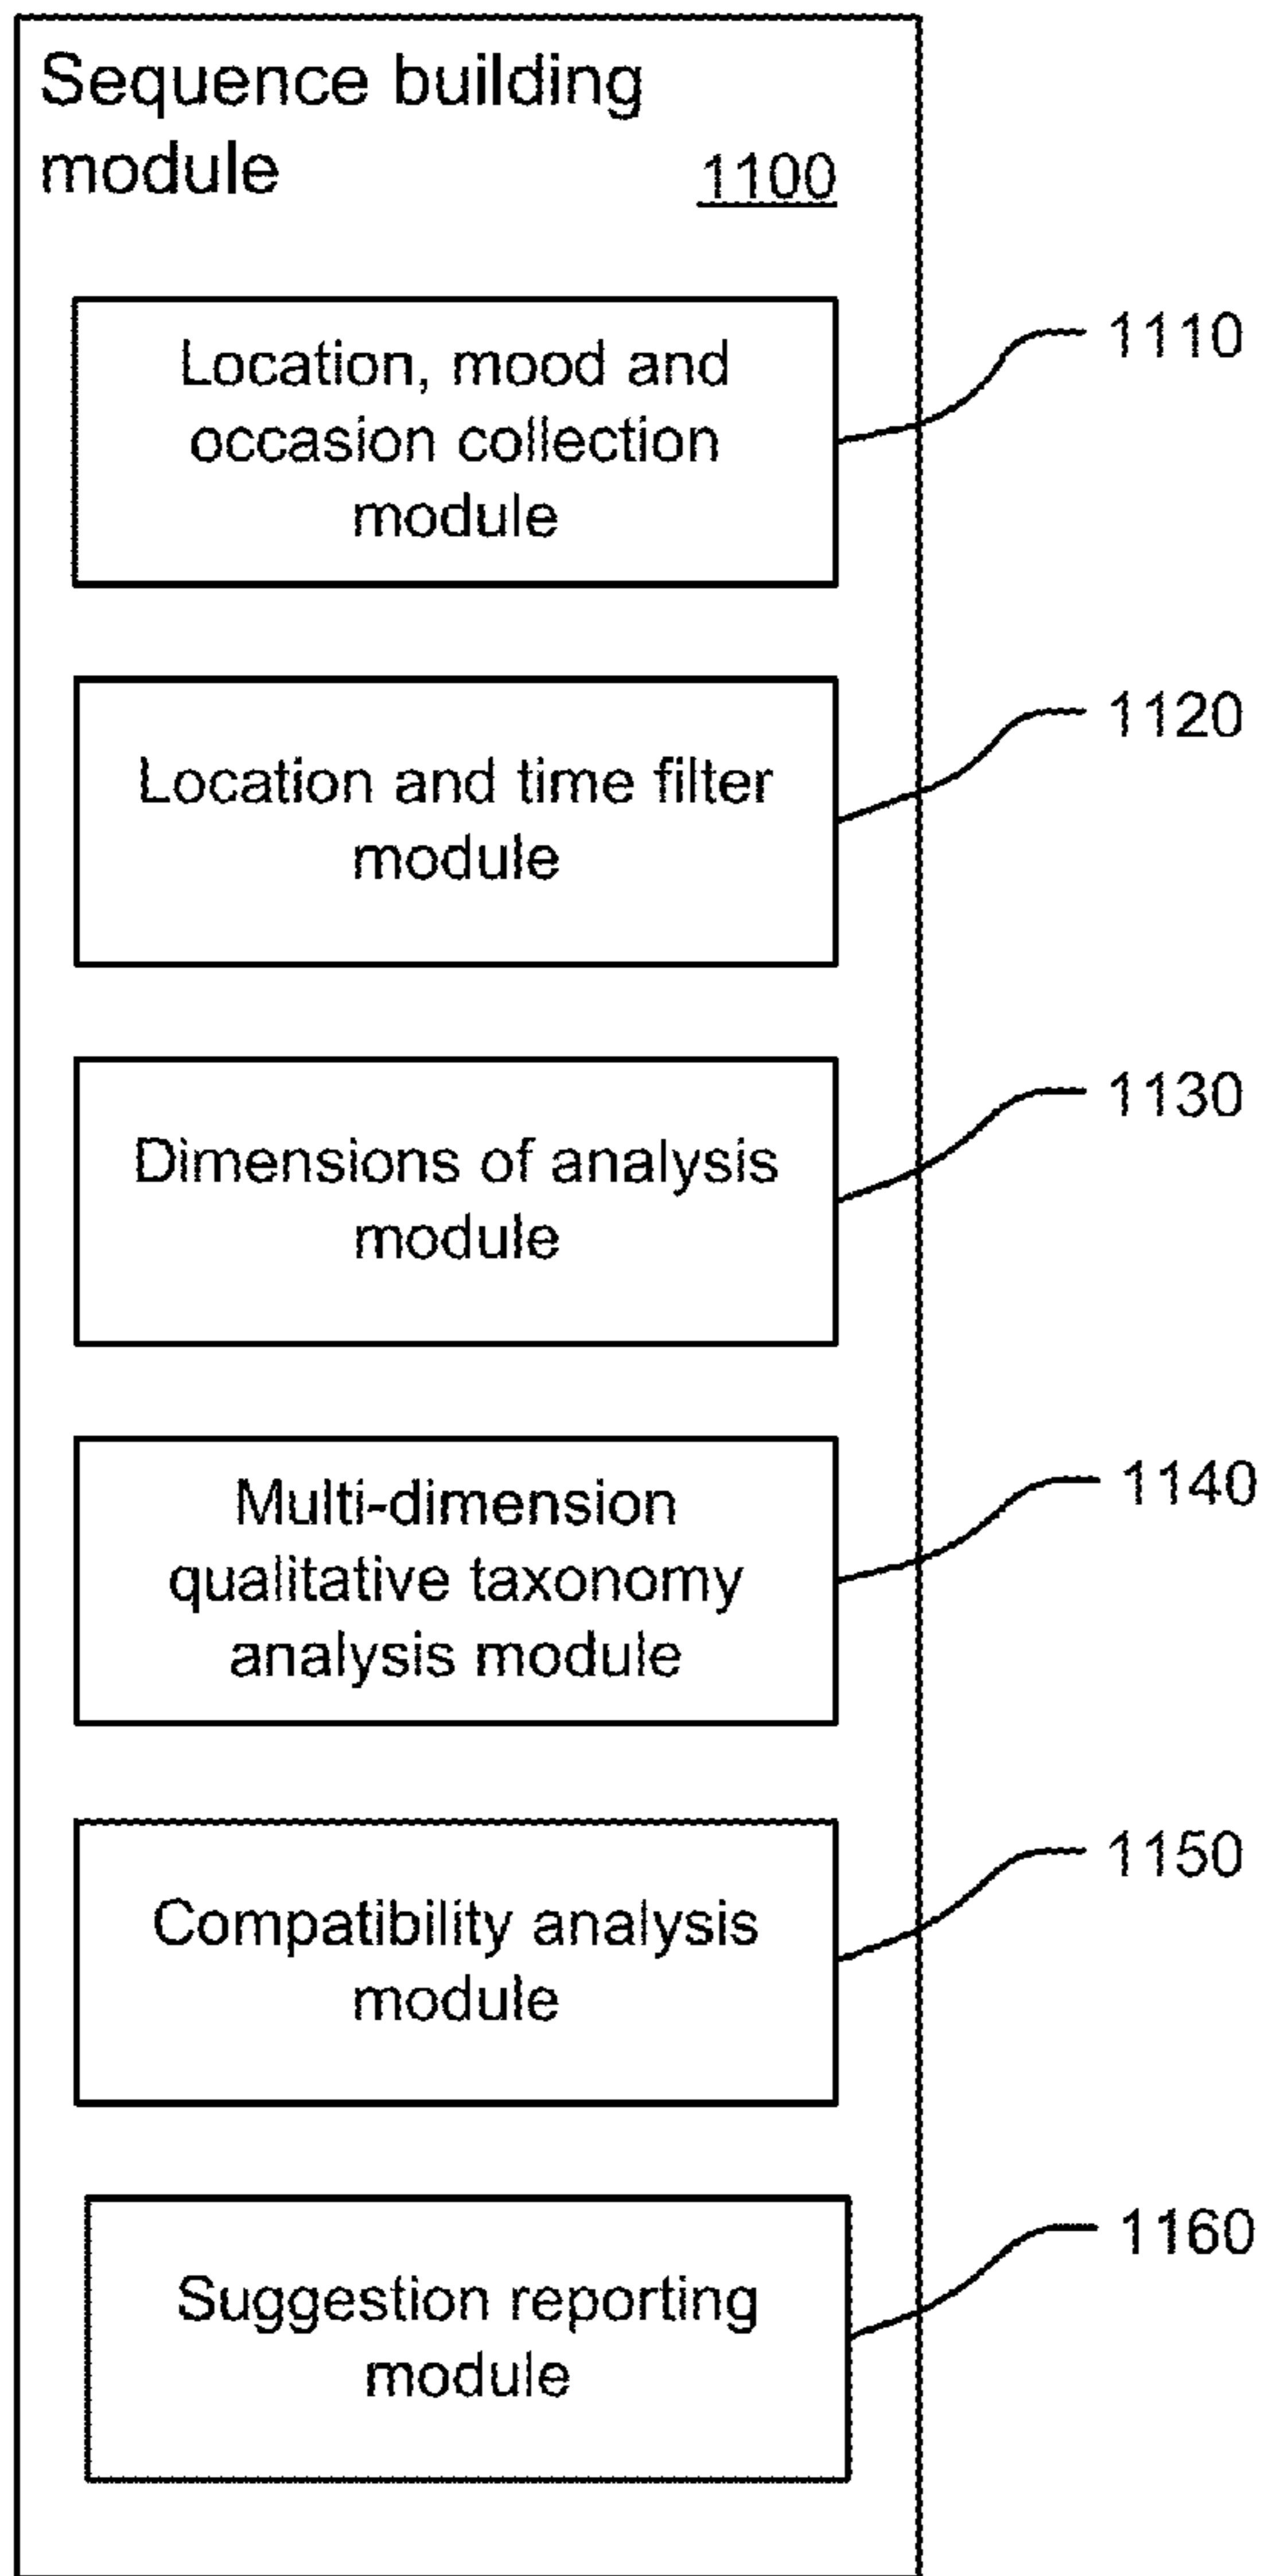 Sequence building
module
1100
Location, mood and
occasion collection
module
1110
Location and time filter
module
1120
Dimensions of analysis
module
1130
Multi-dimension
qualitative taxonomy
analysis module
1140
Compatibility analysis
module
1150
Suggestion reporting
module
1160